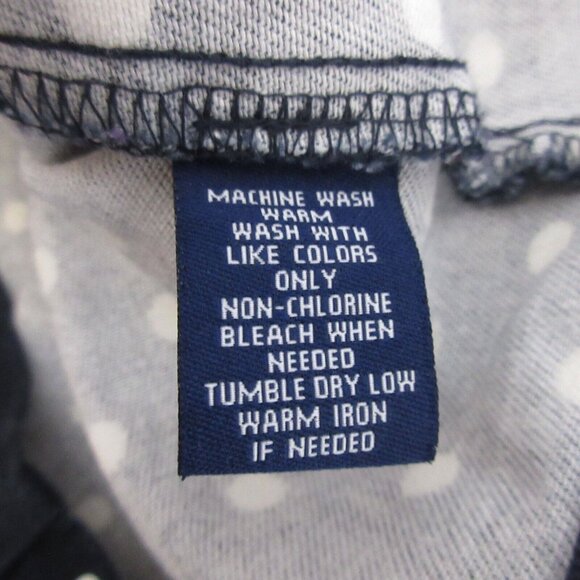 MACHINE WASH
WARM
WASH WITH
LIKE COLORS
ONLY
NON-CHLORINE
BLEACH WHEN
NEEDED
TUMBLE DRY LOW
WARM IRON
IF NEEDED